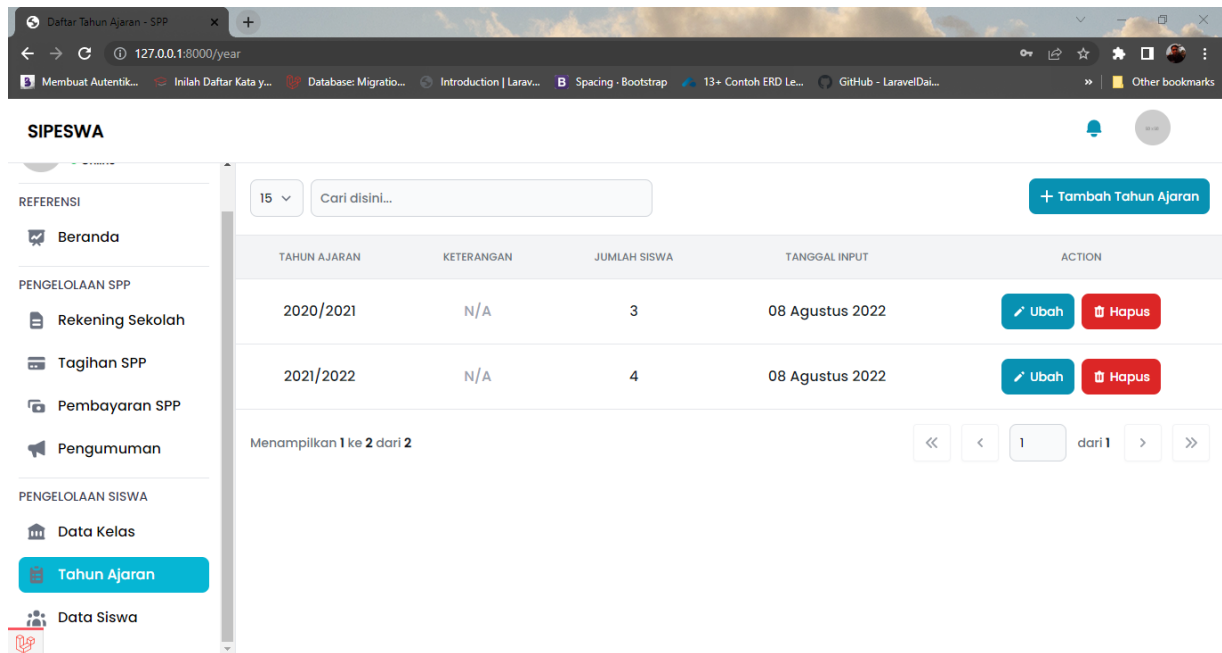 Daftar Tahun Ajaran - SPP
127.0.0.1:8000/year
Membuat Autentik... Inilah Daftar Kata y... Database: Migratio... Introduction | Larav... B Spacing · Bootstrap 13+ Contoh ERD Le... GitHub - LaravelDai... » Other bookmarks
SIPESWA
REFERENSI
Beranda
PENGELOLAAN SPP
Rekening Sekolah
Tagihan SPP
Pembayaran SPP
Pengumuman
PENGELOLAAN SISWA
Data Kelas
Tahun Ajaran
Data Siswa
15 Cari disini... + Tambah Tahun Ajaran
TAHUN AJARAN KETERANGAN JUMLAH SISWA TANGGAL INPUT ACTION
2020/2021 N/A 3 08 Agustus 2022 Ubah Hapus
2021/2022 N/A 4 08 Agustus 2022 Ubah Hapus
Menampilkan 1 ke 2 dari 2 « < 1 dari 1 > »